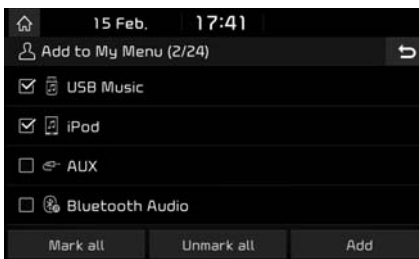 15 Feb. 17:41
Add to My Menu (2/24)
USB Music
iPod
AUX
Bluetooth Audio
Mark all Unmark all Add